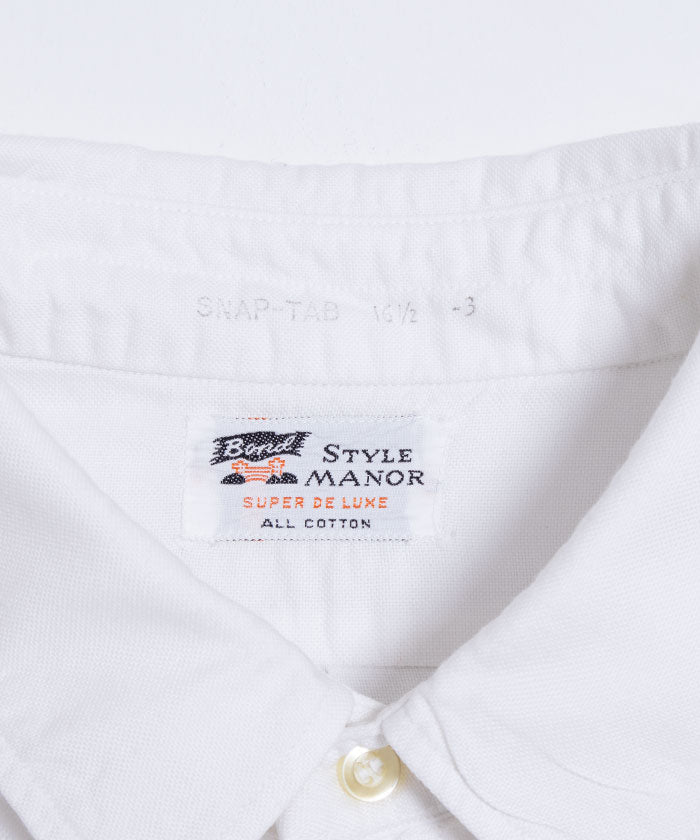 SNAP-TAB 16½ -3
Bond
STYLE
MANOR
SUPER DE LUXE
ALL COTTON